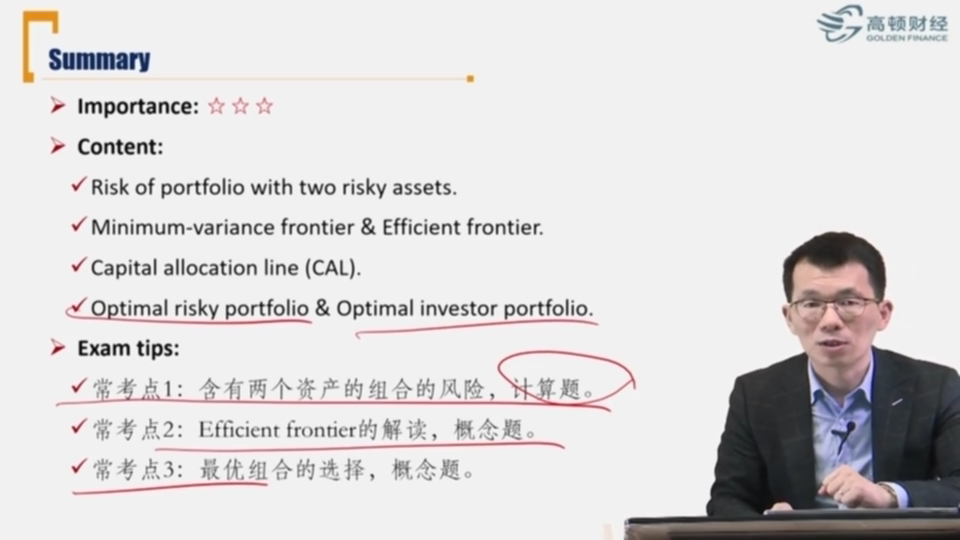 高顿财经
GOLDEN FINANCE
Summary
Importance: ☆☆☆
Content:
Risk of portfolio with two risky assets.
Minimum-variance frontier & Efficient frontier.
Capital allocation line (CAL).
Optimal risky portfolio & Optimal investor portfolio.
Exam tips:
常考点1：含有两个资产的组合的风险，计算题。
常考点2：Efficient frontier的解读，概念题。
常考点3：最优组合的选择，概念题。